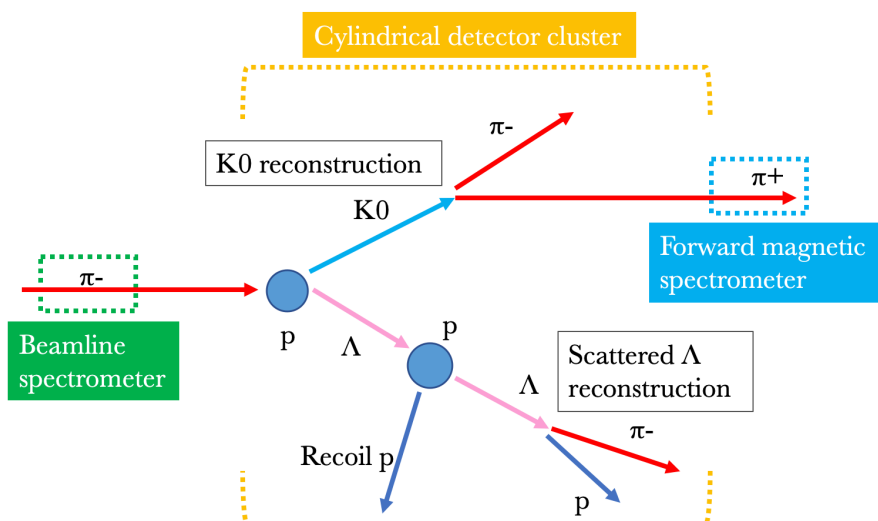 Cylindrical detector cluster
π-
K0 reconstruction
π+
K0
Forward magnetic
spectrometer
π-
Beamline
spectrometer
p
p
Λ
Scattered Λ
reconstruction
Λ
π-
Recoil p
p